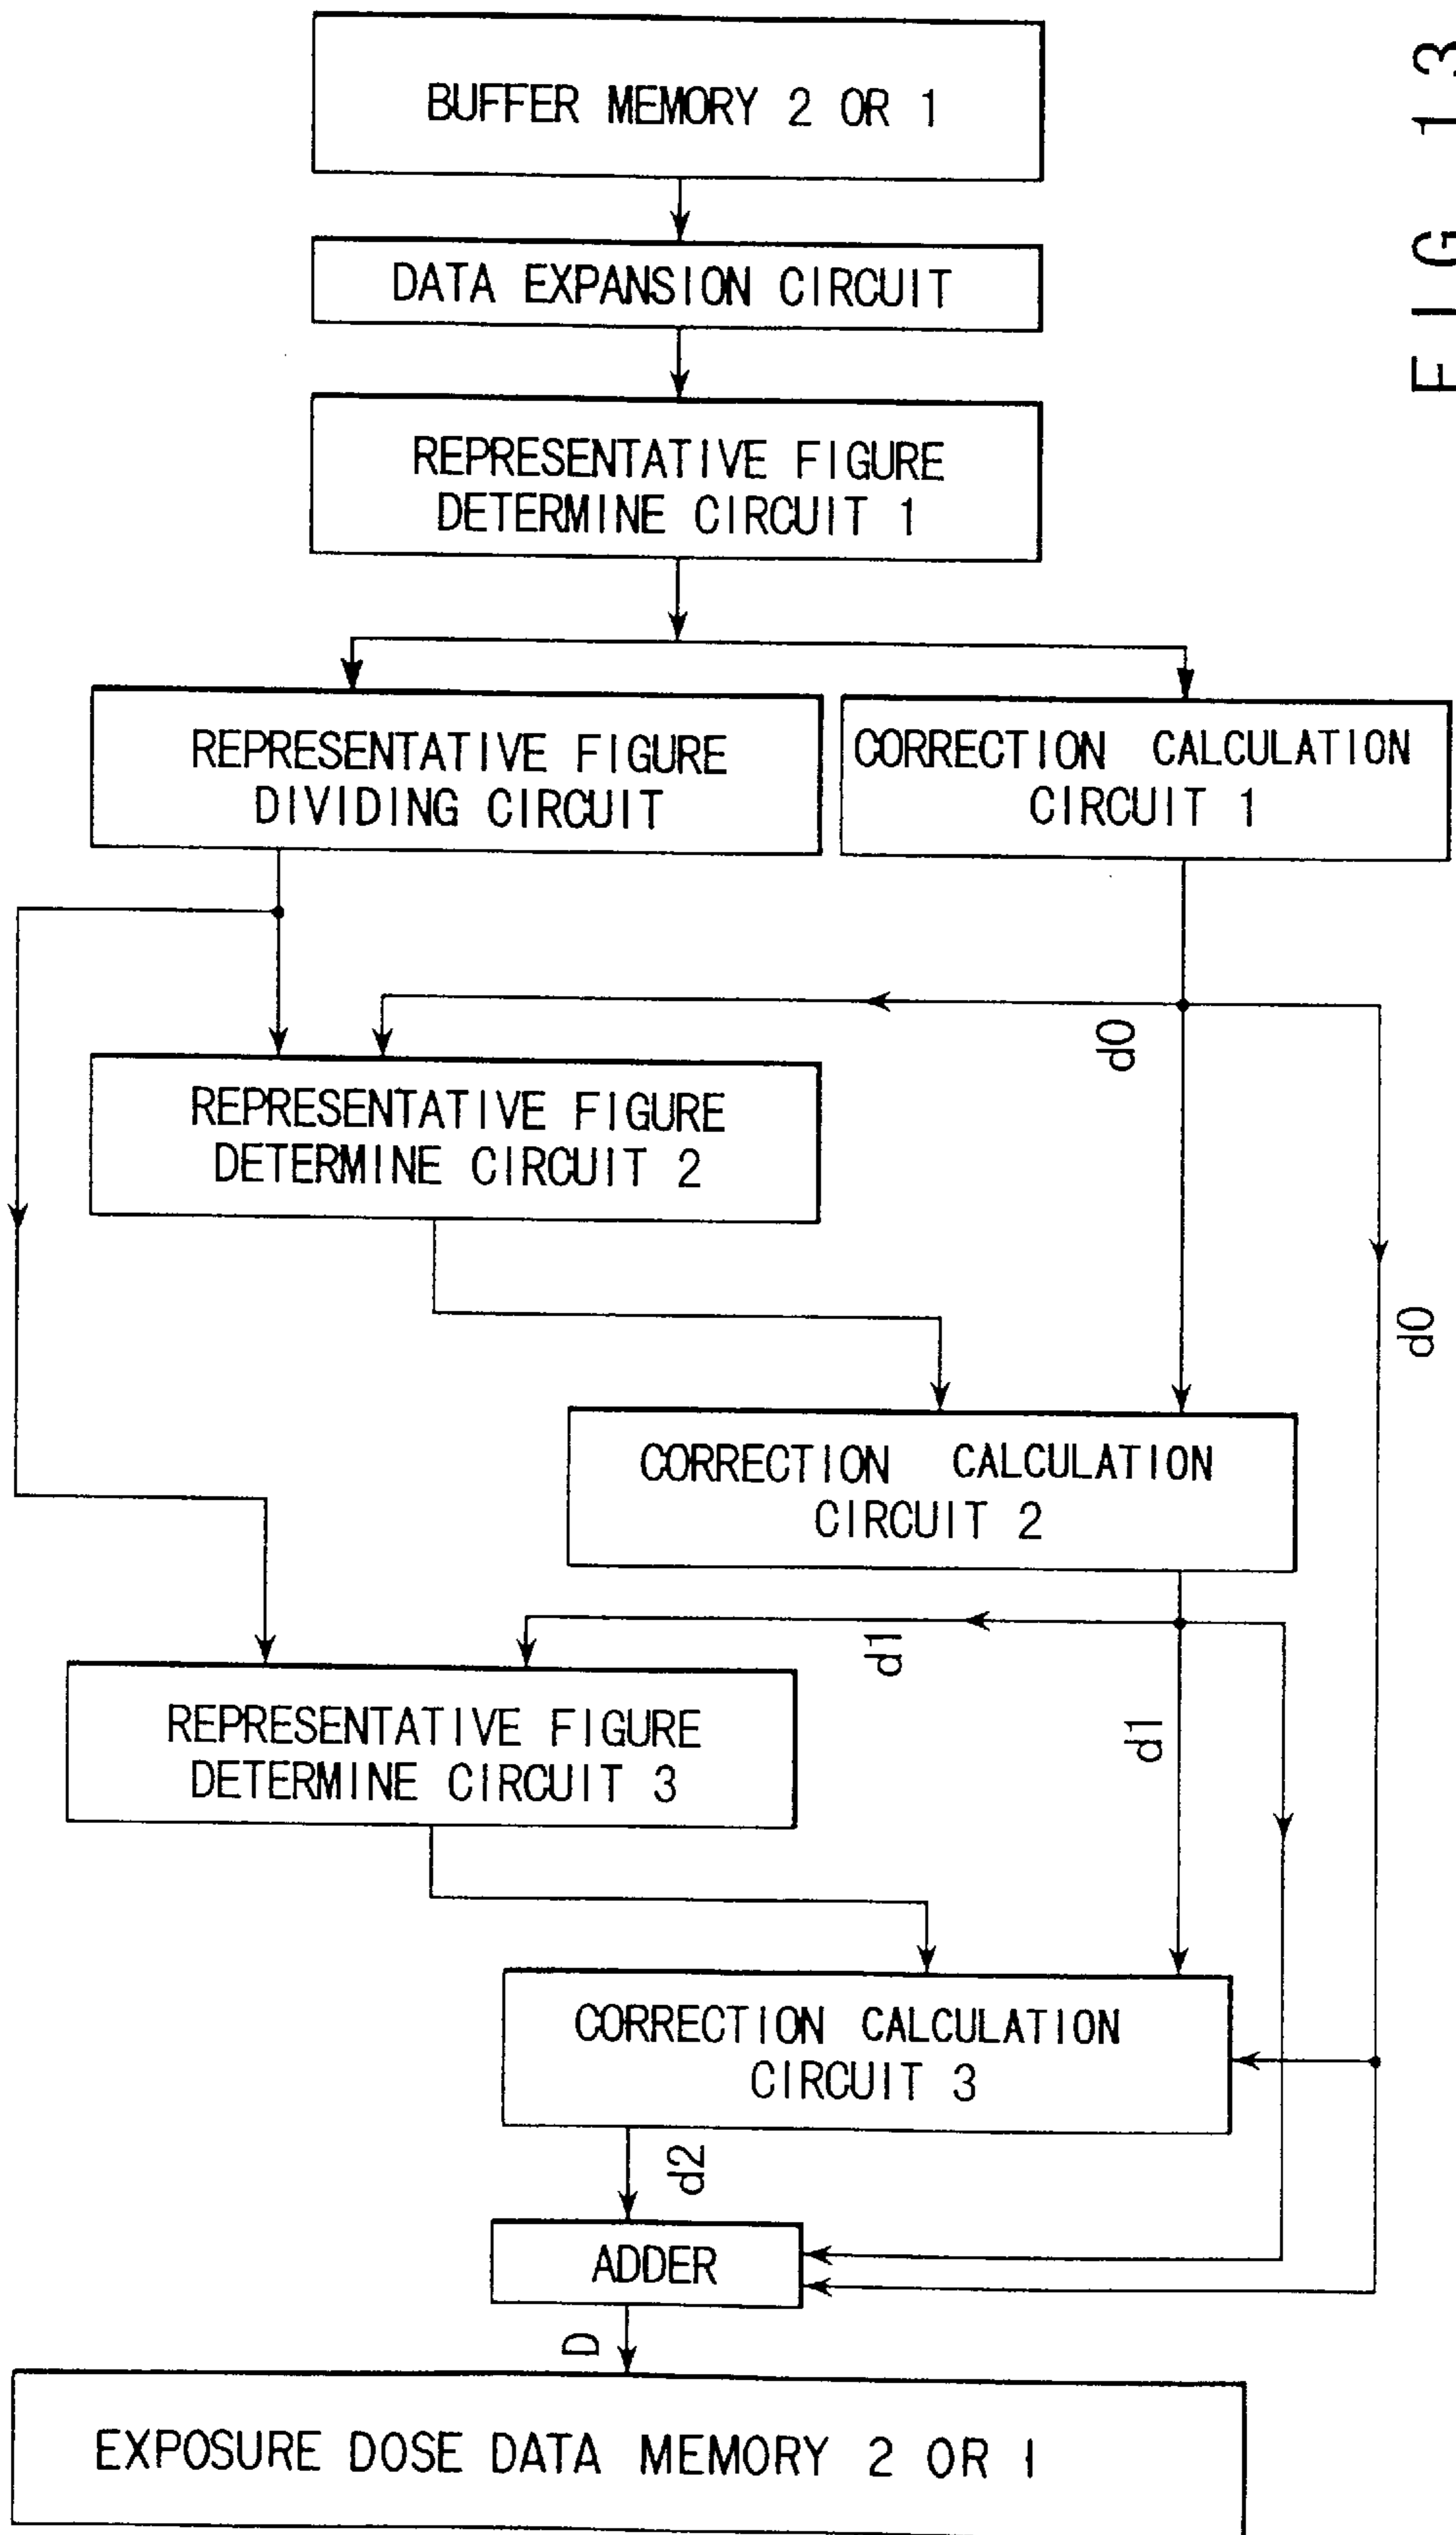 BUFFER MEMORY 2 OR 1
FIG 13
DATA EXPANSION CIRCUIT
REPRESENTATIVE FIGURE
DETERMINE CIRCUIT 1
REPRESENTATIVE FIGURE
DIVIDING CIRCUIT
CORRECTION CALCULATION
CIRCUIT 1
d0
REPRESENTATIVE FIGURE
DETERMINE CIRCUIT 2
d0
CORRECTION CALCULATION
CIRCUIT 2
d1
d1
REPRESENTATIVE FIGURE
DETERMINE CIRCUIT 3
CORRECTION CALCULATION
CIRCUIT 3
d2
ADDER
D
EXPOSURE DOSE DATA MEMORY 2 OR 1